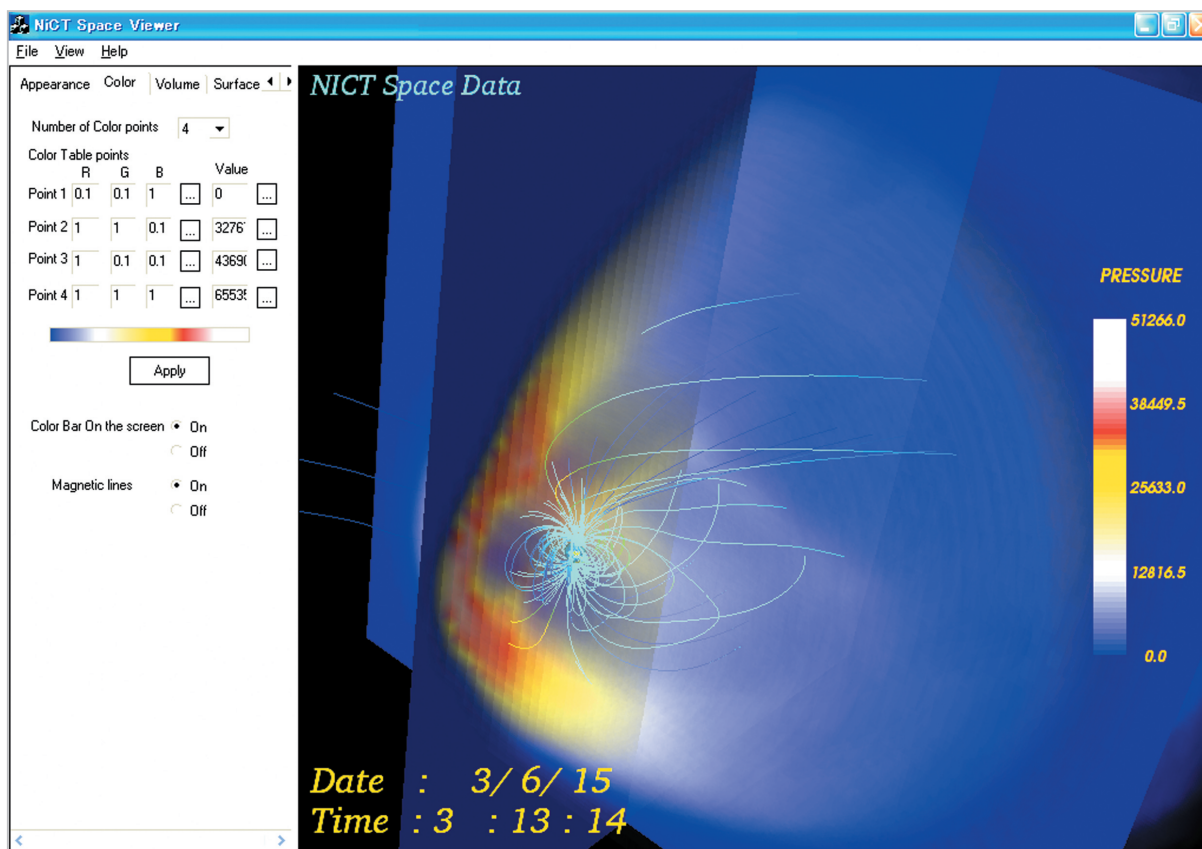 NiCT Space Viewer
File View Help
Appearance Color Volume Surface
Number of Color points 4
Color Table points
R G B Value
Point 1 0.1 0.1 1 ... 0 ...
Point 2 1 1 0.1 ... 3276 ...
Point 3 1 0.1 0.1 ... 4369 ...
Point 4 1 1 1 ... 6553 ...
Apply
Color Bar On the screen On
Off
Magnetic lines On
Off
NICT Space Data
PRESSURE
51266.0
38449.5
25633.0
12816.5
0.0
Date : 3/ 6/ 15
Time : 3 : 13 : 14